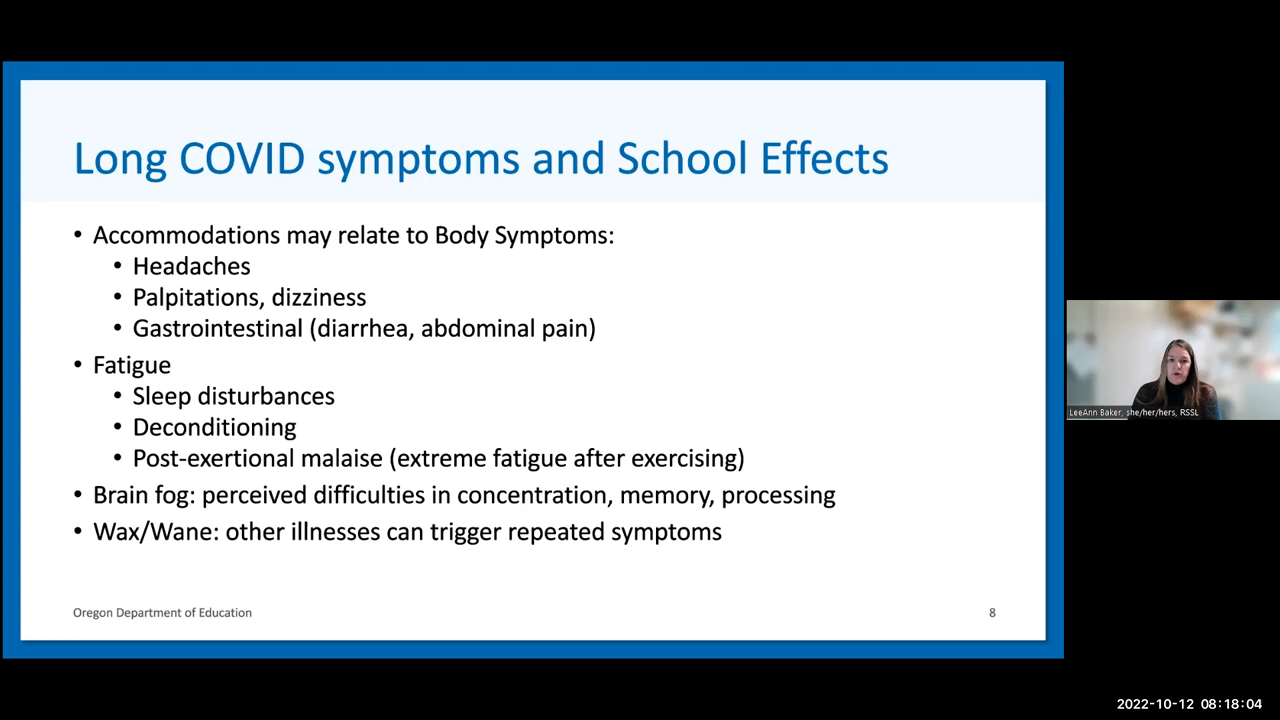 Long COVID symptoms and School Effects
• Accommodations may relate to Body Symptoms:
• Headaches
• Palpitations, dizziness
• Gastrointestinal (diarrhea, abdominal pain)
• Fatigue
• Sleep disturbances
• Deconditioning
• Post-exertional malaise (extreme fatigue after exercising)
• Brain fog: perceived difficulties in concentration, memory, processing
• Wax/Wane: other illnesses can trigger repeated symptoms
Oregon Department of Education
8
LeeAnn Baker, she/her/hers, RSSL
2022-10-12 08:18:04